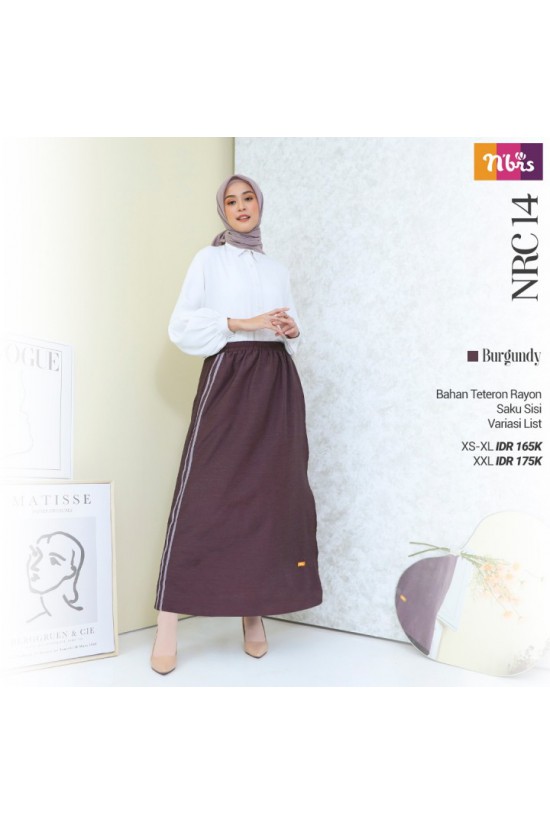 N'brs
NRC 14
Burgundy
Bahan Teteron Rayon
Saku Sisi
Variasi List
XS-XL IDR 165K
XXL IDR 175K
OGUE
MATISSE